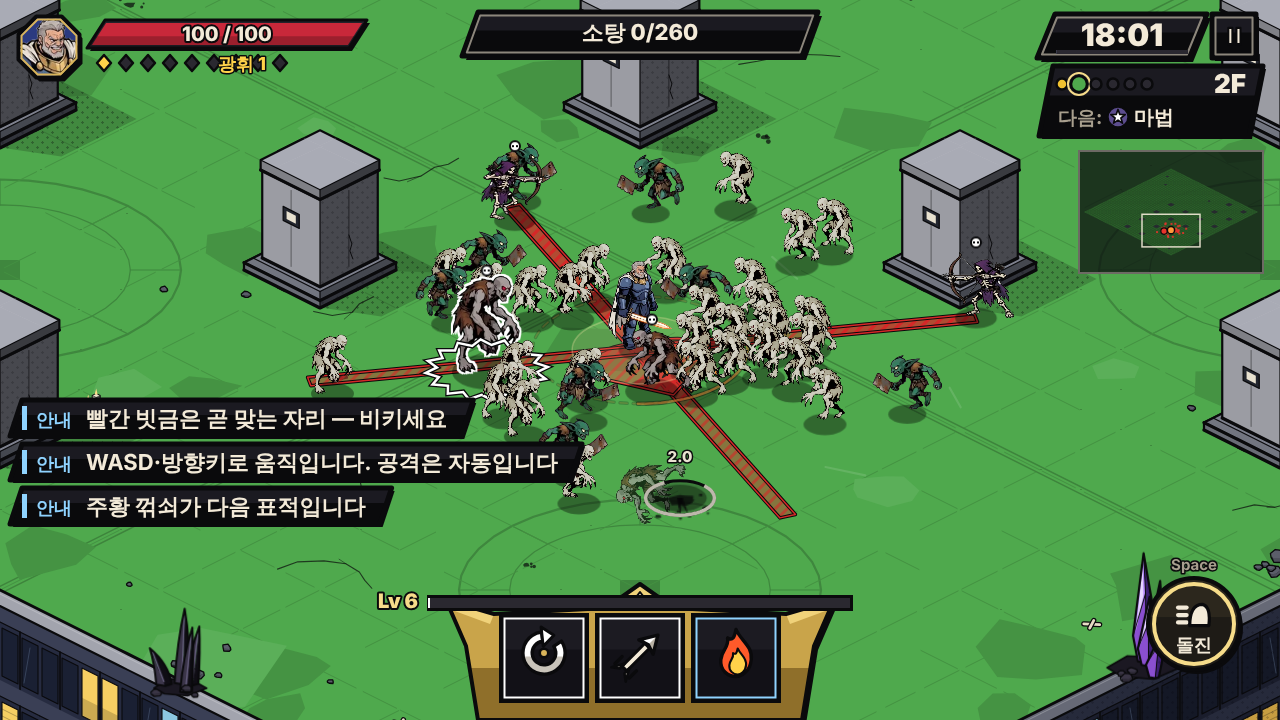 100 / 100
광휘 1
소탕 0/260
18:01
2F
다음: 마법
안내 빨간 빗금은 곧 맞는 자리 — 비키세요
안내 WASD·방향키로 움직입니다. 공격은 자동입니다
안내 주황 꺾쇠가 다음 표적입니다
2.0
Lv 6
Space
돌진